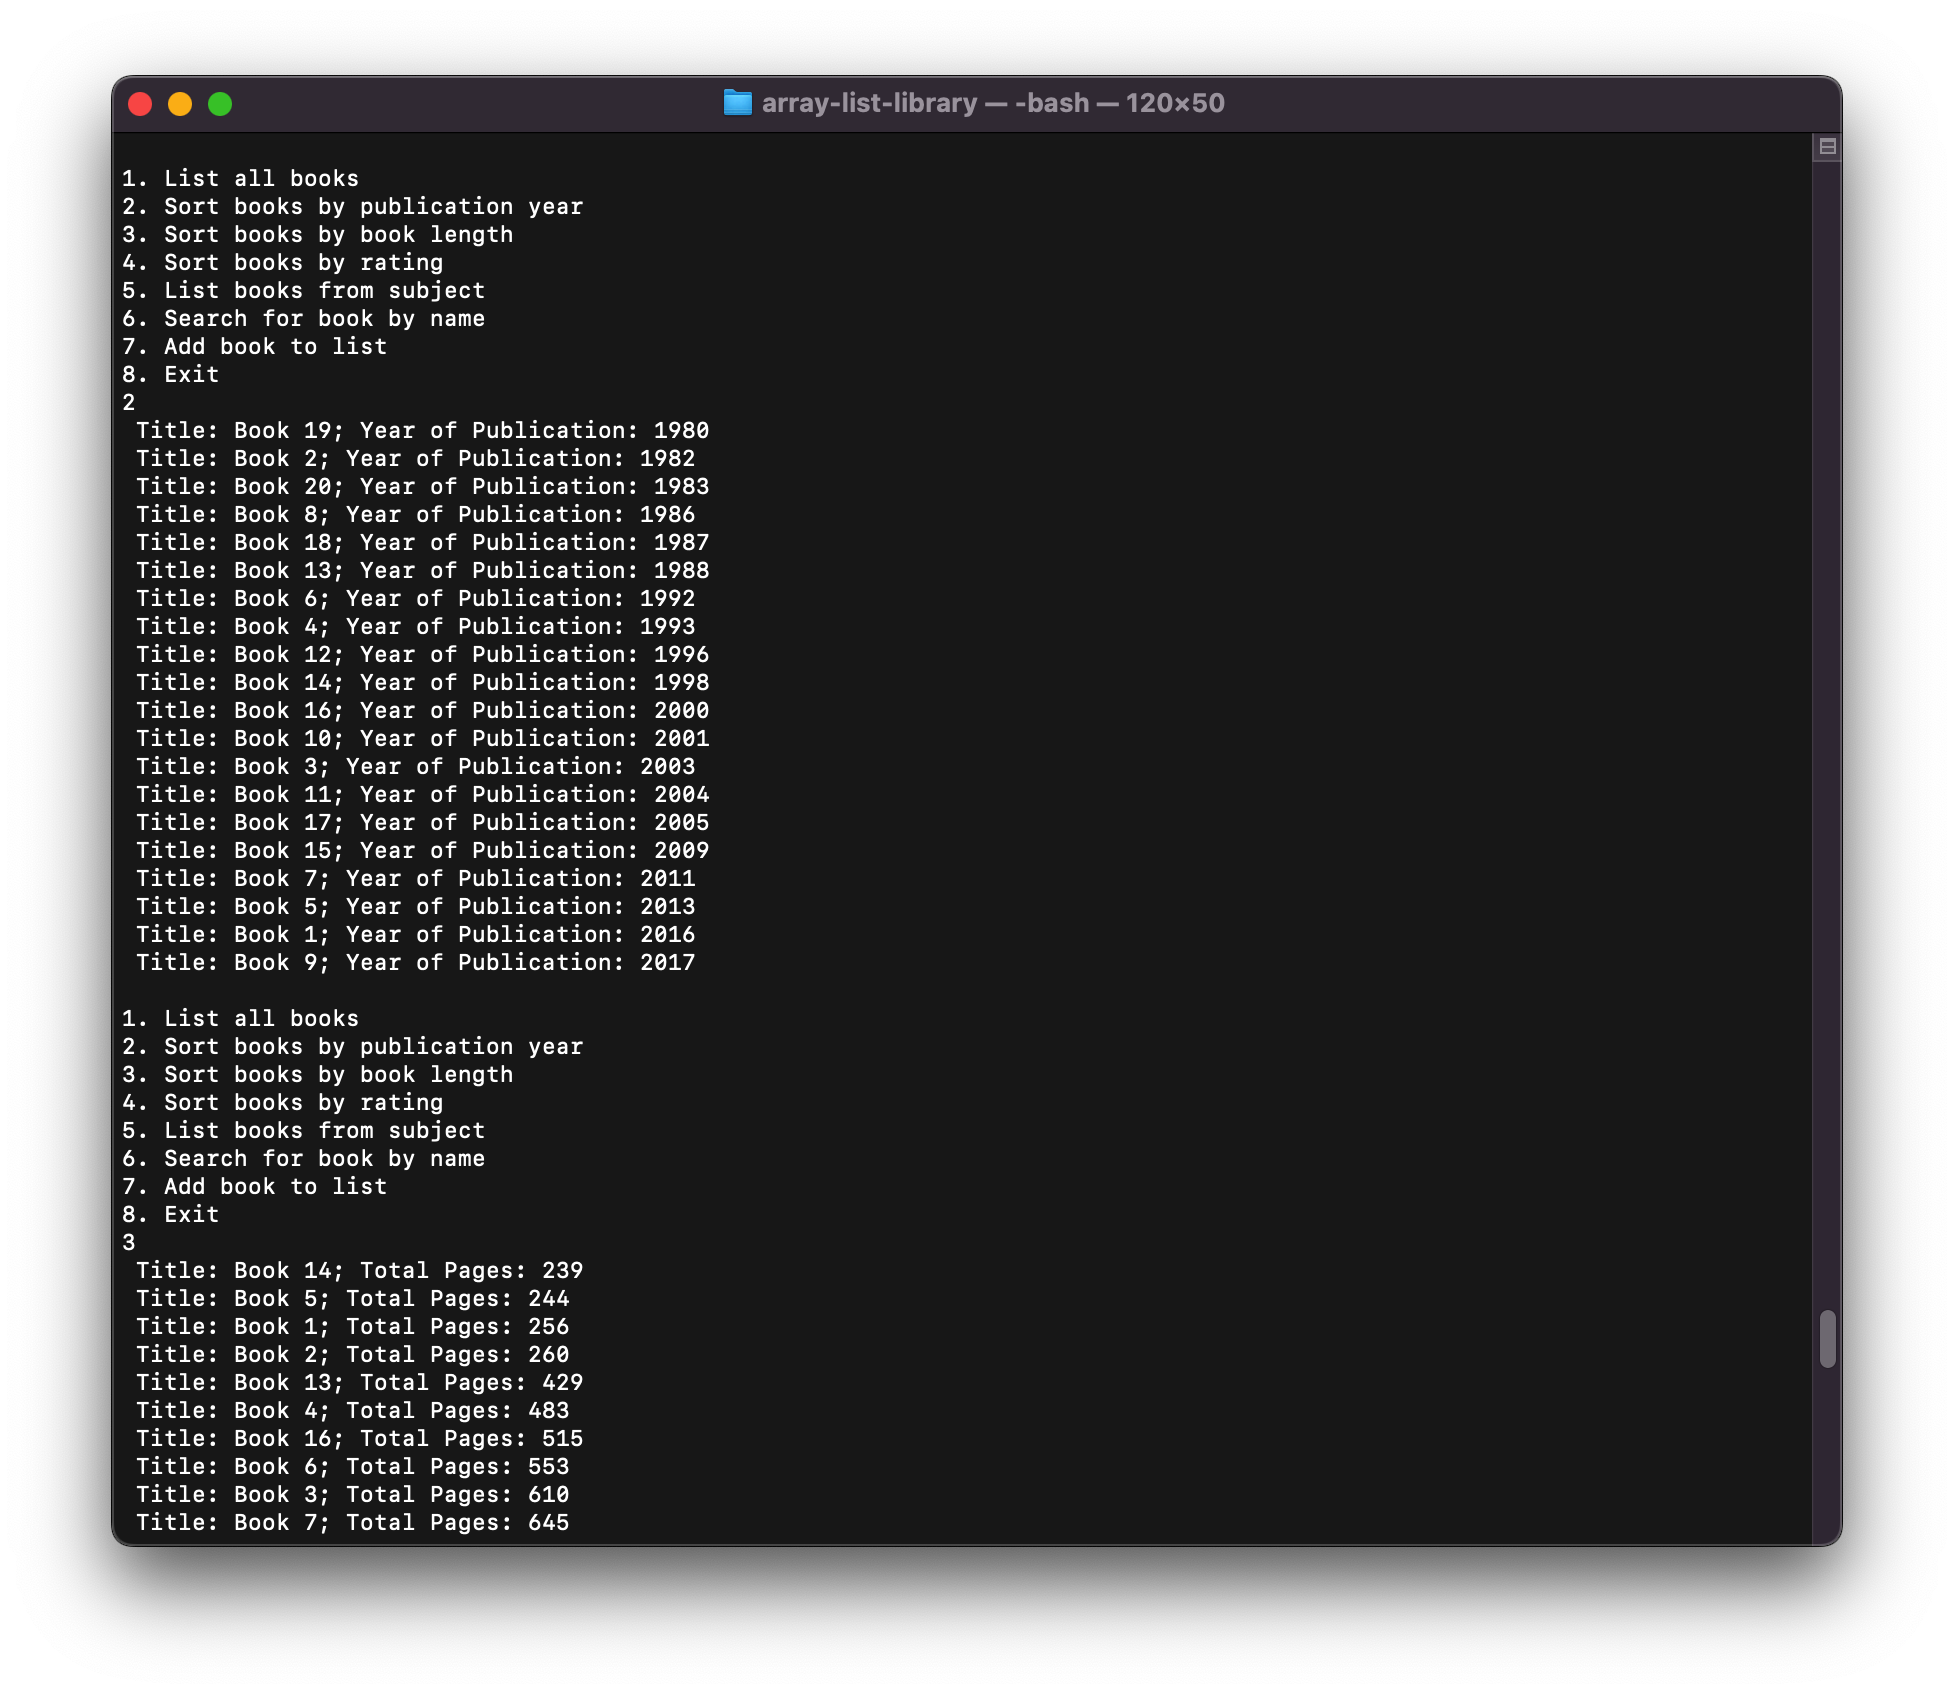 array-list-library — -bash — 120×50
1. List all books
2. Sort books by publication year
3. Sort books by book length
4. Sort books by rating
5. List books from subject
6. Search for book by name
7. Add book to list
8. Exit
2
Title: Book 19; Year of Publication: 1980
Title: Book 2; Year of Publication: 1982
Title: Book 20; Year of Publication: 1983
Title: Book 8; Year of Publication: 1986
Title: Book 18; Year of Publication: 1987
Title: Book 13; Year of Publication: 1988
Title: Book 6; Year of Publication: 1992
Title: Book 4; Year of Publication: 1993
Title: Book 12; Year of Publication: 1996
Title: Book 14; Year of Publication: 1998
Title: Book 16; Year of Publication: 2000
Title: Book 10; Year of Publication: 2001
Title: Book 3; Year of Publication: 2003
Title: Book 11; Year of Publication: 2004
Title: Book 17; Year of Publication: 2005
Title: Book 15; Year of Publication: 2009
Title: Book 7; Year of Publication: 2011
Title: Book 5; Year of Publication: 2013
Title: Book 1; Year of Publication: 2016
Title: Book 9; Year of Publication: 2017
1. List all books
2. Sort books by publication year
3. Sort books by book length
4. Sort books by rating
5. List books from subject
6. Search for book by name
7. Add book to list
8. Exit
3
Title: Book 14; Total Pages: 239
Title: Book 5; Total Pages: 244
Title: Book 1; Total Pages: 256
Title: Book 2; Total Pages: 260
Title: Book 13; Total Pages: 429
Title: Book 4; Total Pages: 483
Title: Book 16; Total Pages: 515
Title: Book 6; Total Pages: 553
Title: Book 3; Total Pages: 610
Title: Book 7; Total Pages: 645